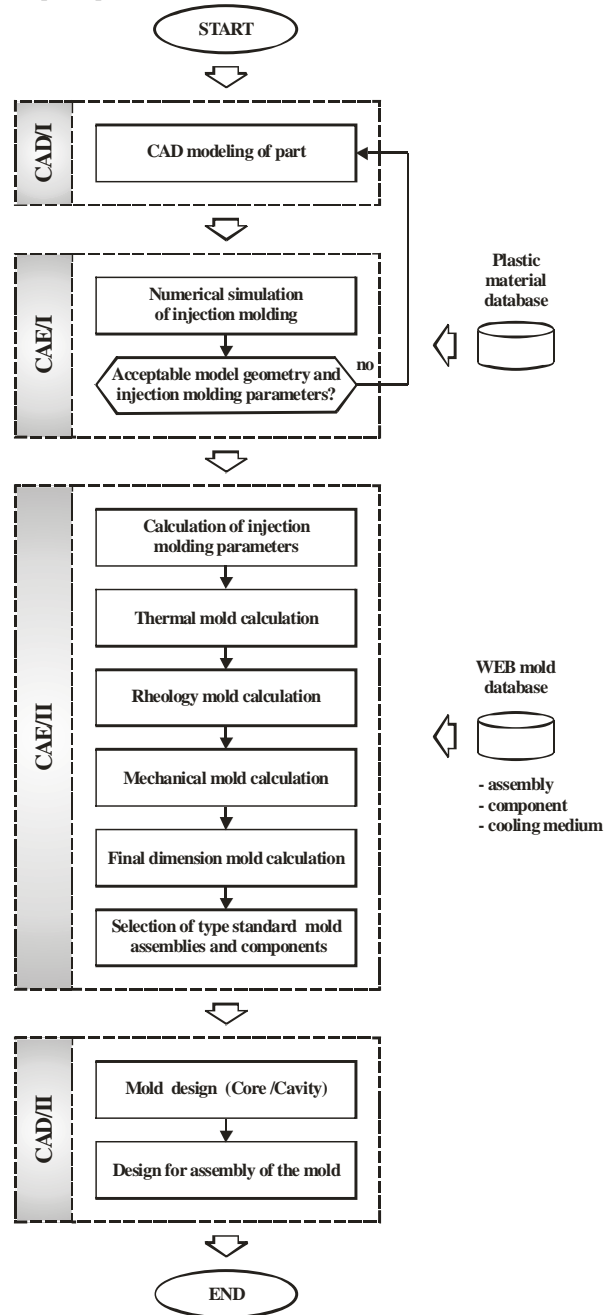 START
CAD/I
CAD modeling of part
CAE/I
Numerical simulation
of injection molding
Acceptable model geometry and
injection molding parameters?
no
Plastic
material
database
CAE/II
Calculation of injection
molding parameters
Thermal mold calculation
Rheology mold calculation
Mechanical mold calculation
Final dimension mold calculation
Selection of type standard mold
assemblies and components
WEB mold
database
- assembly
- component
- cooling medium
CAD/II
Mold design (Core /Cavity)
Design for assembly of the mold
END